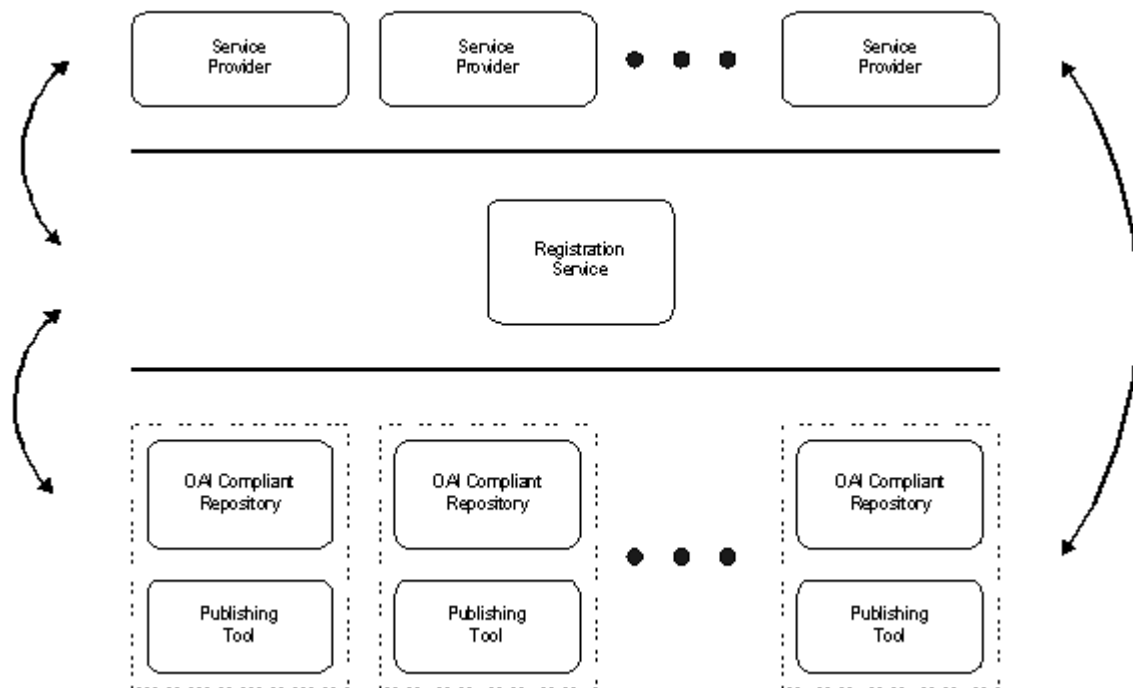 Service
Provider
Service
Provider
Service
Provider
Registration
Service
OAI Compliant
Repository
OAI Compliant
Repository
OAI Compliant
Repository
Publishing
Tool
Publishing
Tool
Publishing
Tool